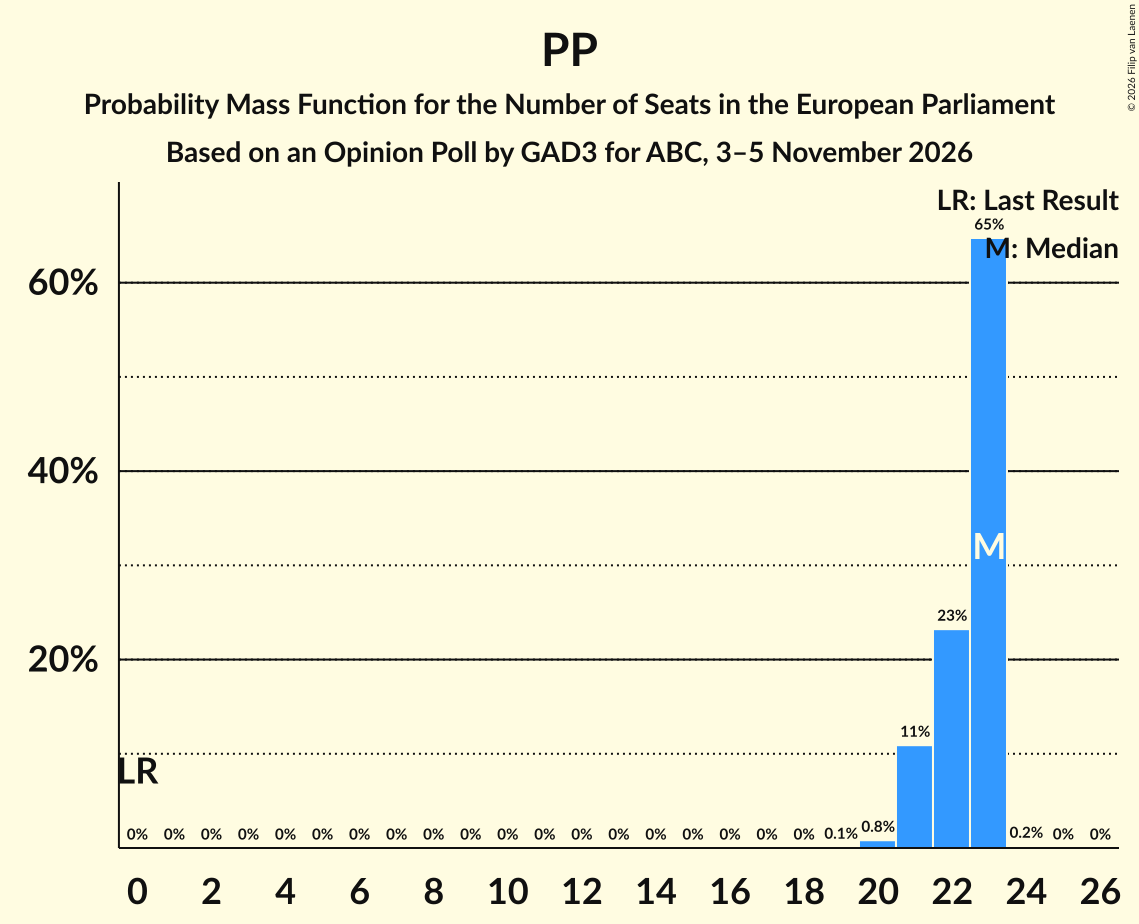 PP
Probability Mass Function for the Number of Seats in the European Parliament
Based on an Opinion Poll by GAD3 for ABC, 3–5 November 2026
© 2026 Filip van Laenen
LR: Last Result
65%
M: Median
60%
40%
M
23%
20%
11%
LR
0% 0% 0% 0% 0% 0% 0% 0% 0% 0% 0% 0% 0% 0% 0% 0% 0% 0% 0% 0.1% 0.8% 0.2% 0% 0%
0 2 4 6 8 10 12 14 16 18 20 22 24 26